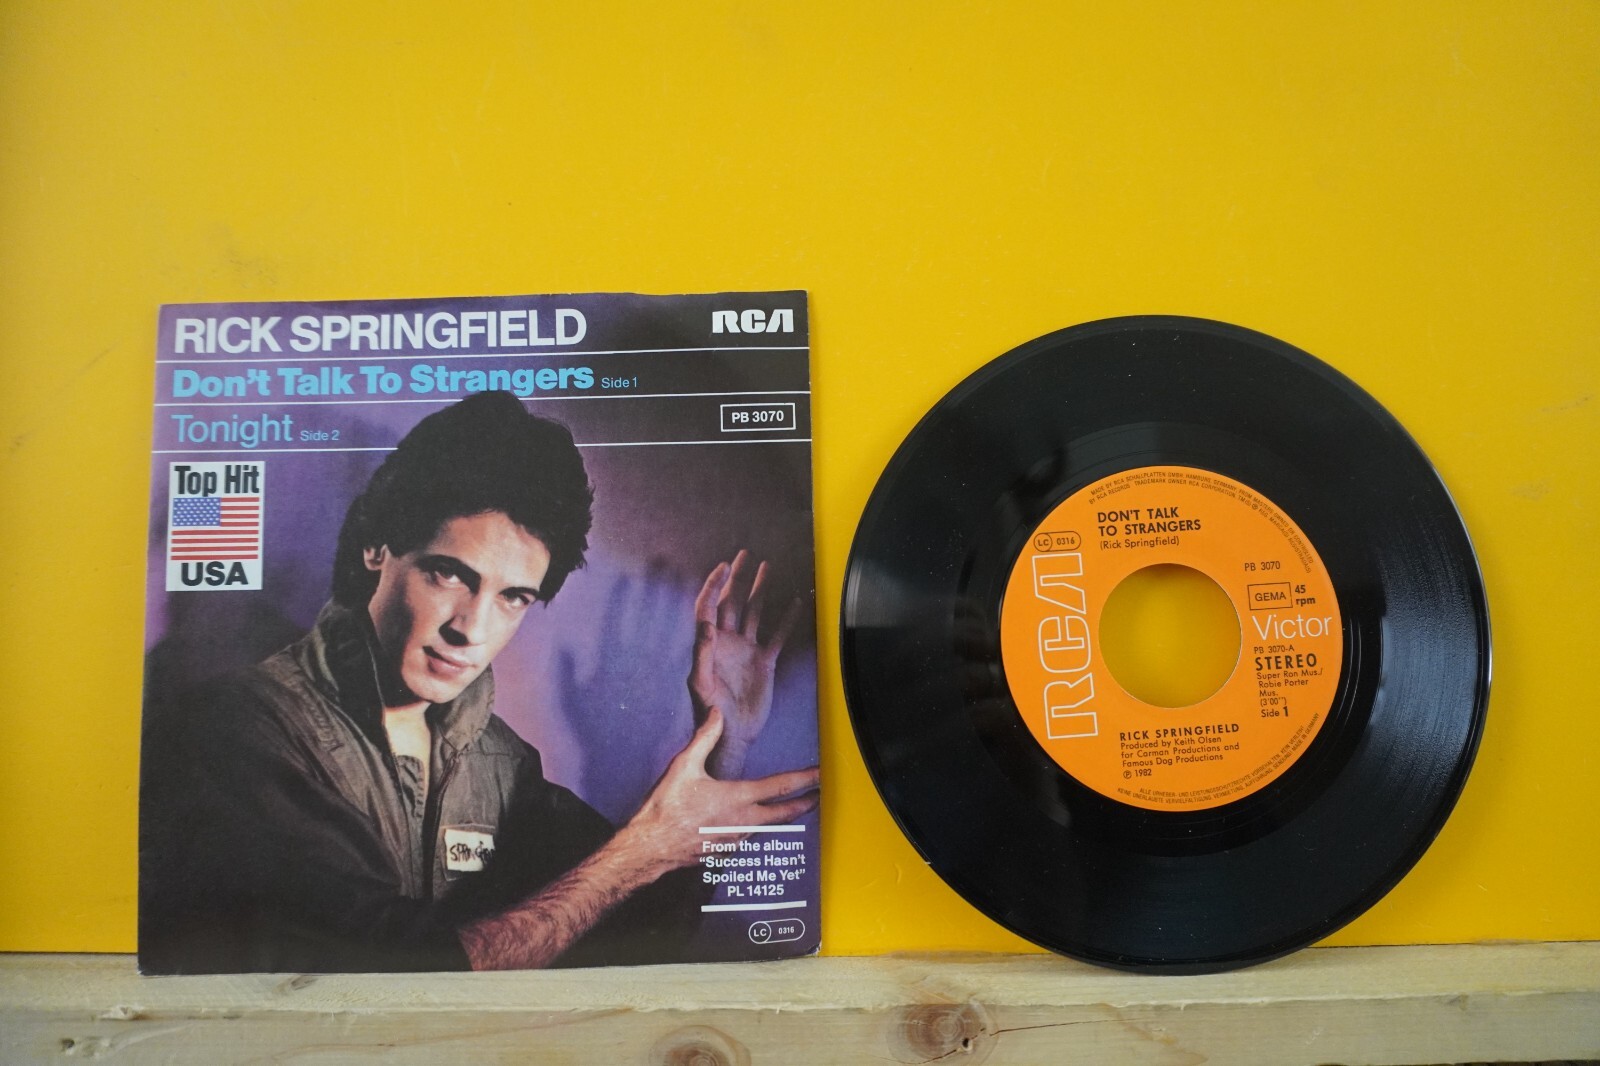 RICK SPRINGFIELD
RCA
Don't Talk To Strangers Side 1
Tonight Side 2
PB 3070
Top Hit
USA
From the album
"Success Hasn't
Spoiled Me Yet"
PL 14125
LC 0316
DON'T TALK
TO STRANGERS
(Rick Springfield)
LC 0316
PB 3070
GEMA 45
rpm
RCA
Victor
PB 3070-A
STEREO
Super Ron Mus./
Robie Porter
Mus.
(3'00'')
Side 1
RICK SPRINGFIELD
Produced by Keith Olsen
for Carman Productions and
Famous Dog Productions
℗ 1982